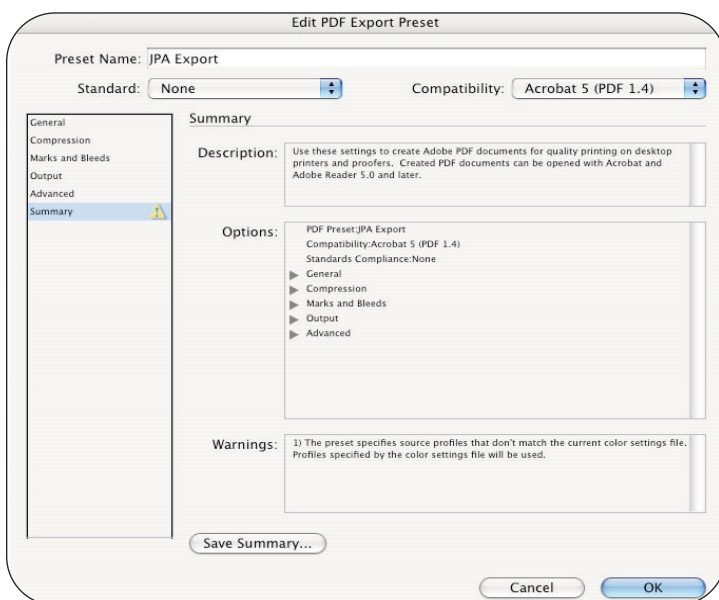 Edit PDF Export Preset
Preset Name: JPA Export
Standard: None
Compatibility: Acrobat 5 (PDF 1.4)
General
Compression
Marks and Bleeds
Output
Advanced
Summary
Summary
Description: Use these settings to create Adobe PDF documents for quality printing on desktop
printers and proofers. Created PDF documents can be opened with Acrobat and
Adobe Reader 5.0 and later.
Options: PDF Preset:JPA Export
Compatibility:Acrobat 5 (PDF 1.4)
Standards Compliance:None
General
Compression
Marks and Bleeds
Output
Advanced
Warnings: 1) The preset specifies source profiles that don't match the current color settings file.
Profiles specified by the color settings file will be used.
Save Summary...
Cancel
OK